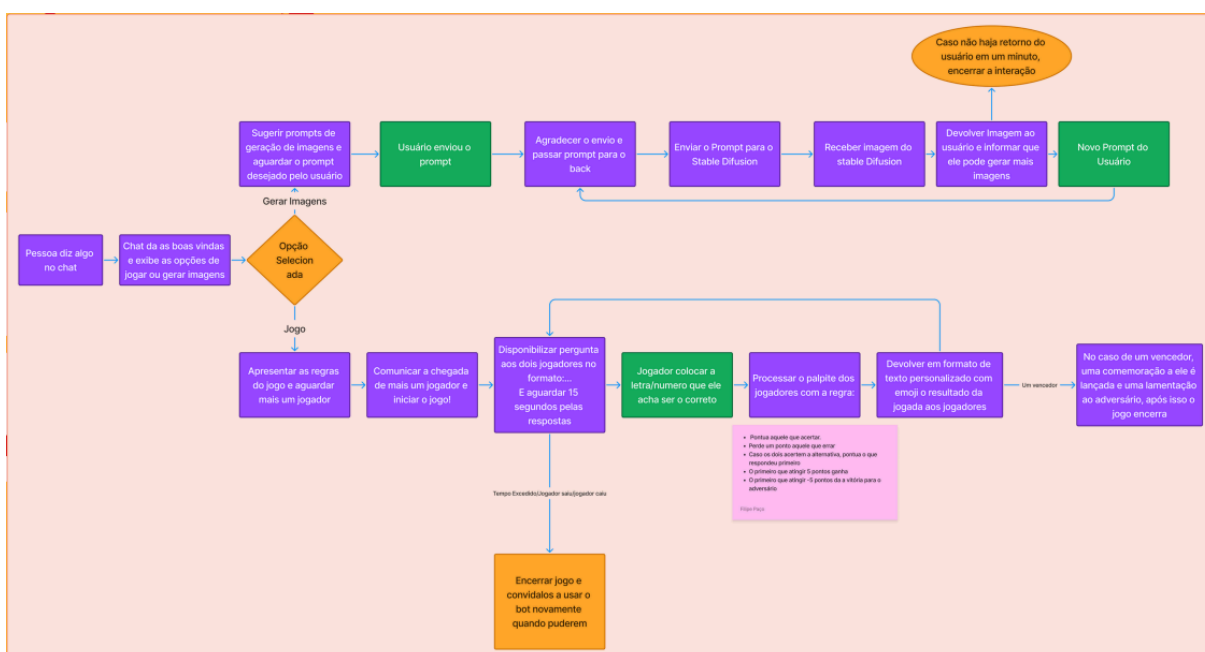 Caso não haja retorno do
usuário em um minuto,
encerrar a interação
Sugerir prompts de
geração de imagens e
aguardar o prompt
desejado pelo usuário
Usuário enviou o
prompt
Agradecer o envio e
passar prompt para o
back
Enviar o Prompt para o
Stable Difusion
Receber imagem do
stable Difusion
Devolver Imagem ao
usuário e informar que
ele pode gerar mais
imagens
Novo Prompt do
Usuário
Gerar Imagens
Pessoa diz algo
no chat
Chat da as boas vindas
e exibe as opções de
jogar ou gerar imagens
Opção
Selecion
ada
Jogo
Apresentar as regras
do jogo e aguardar
mais um jogador
Comunicar a chegada
de mais um jogador e
iniciar o jogo!
Disponibilizar pergunta
aos dois jogadores no
formato:...
E aguardar 15
segundos pelas
respostas
Jogador colocar a
letra/numero que ele
acha ser o correto
Processar o palpite dos
jogadores com a regra:
Devolver em formato de
texto personalizado com
emoji o resultado da
jogada aos jogadores
Um vencedor
No caso de um vencedor,
uma comemoração a ele é
lançada e uma lamentação
ao adversário, após isso o
jogo encerra
• Pontua aquele que acertar.
• Perde um ponto aquele que errar
• Caso os dois acertem a alternativa, pontua o que
respondeu primeiro
• O primeiro que atingir 5 pontos ganha
• O primeiro que atingir -5 pontos da a vitória para o
adversário
Tempo Excedido/Jogador saiu/jogador caiu
Encerrar jogo e
convidalos a usar o
bot novamente
quando puderem